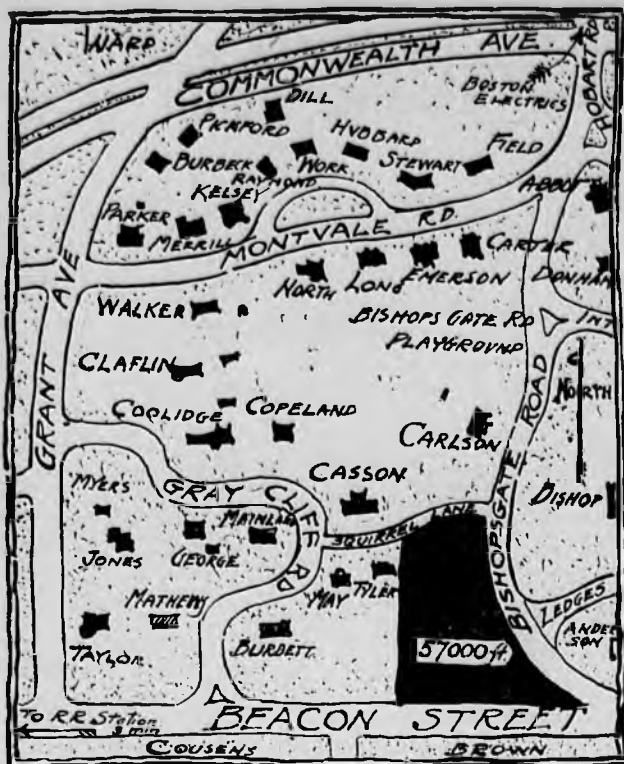 WARD
COMMONWEALTH AVE
HOBART RD
BOSTON
ELECTRICS
DILL
PICKFORD
HUBBARD
BURBECK
WORK
RAYMOND
STEWART
FIELD
KELSEY
ABBOT
PARKER
MERRILL
MONTVALE RD.
CARTER
NORTH
LONG
EMERSON
DONHAM
WALKER
BISHOPS GATE RD
PLAYGROUND
INT
CLAFLIN
GRANT AVE
NORTH
COOLIDGE
COPELAND
CARLSON
BISHOPSGATE ROAD
MYERS
GRAY CLIFF RD
CASSON
BISHOP
MAINLAND
SQUIRREL LANE
JONES
GEORGE
MAY
TYLER
LEDGES
MATHEWS
ANDERSON
TAYLOR
BURDETT
57000 ft
TO RR Station
BEACON STREET
COUSENS
BROWN